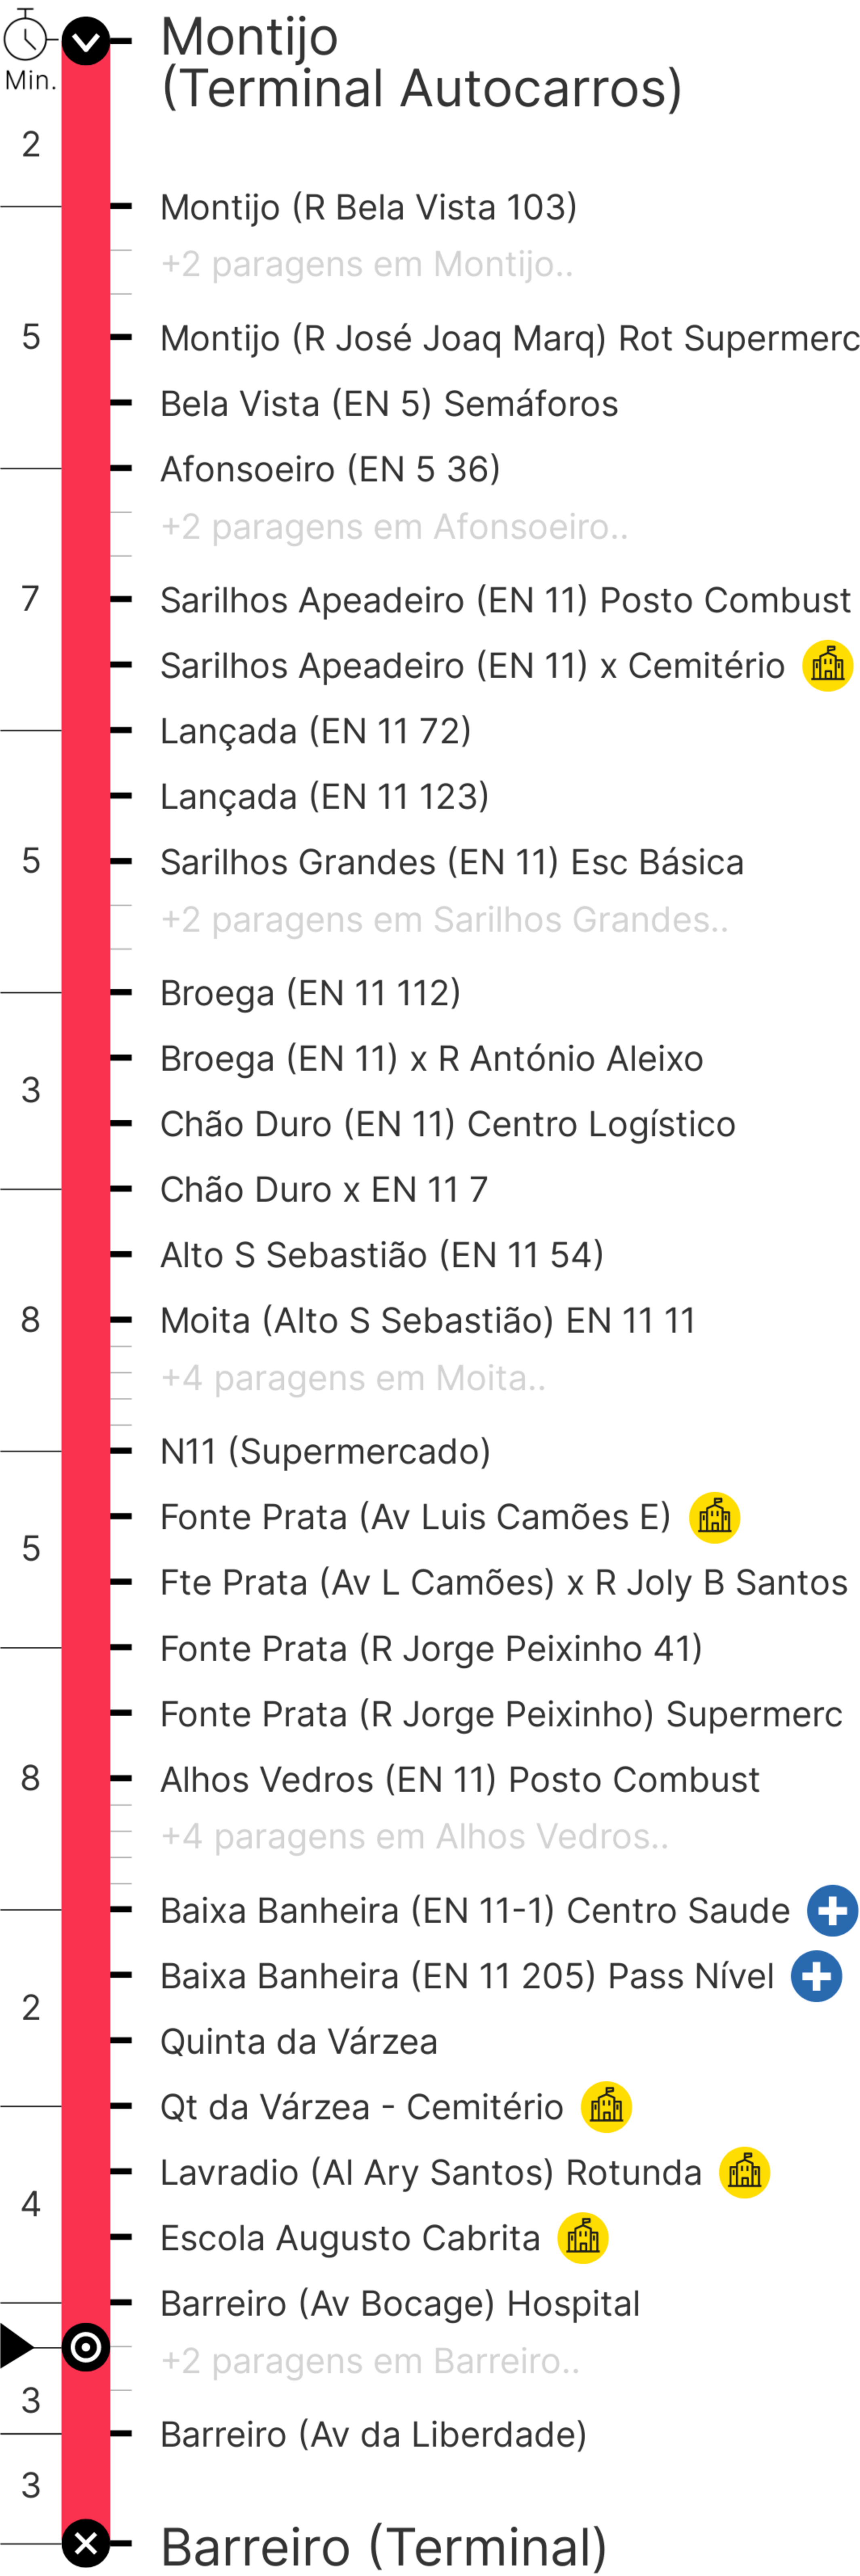 Montijo
(Terminal Autocarros)
Min.
2
Montijo (R Bela Vista 103)
+2 paragens em Montijo..
5
Montijo (R José Joaq Marq) Rot Supermerc
Bela Vista (EN 5) Semáforos
Afonsoeiro (EN 5 36)
+2 paragens em Afonsoeiro..
7
Sarilhos Apeadeiro (EN 11) Posto Combust
Sarilhos Apeadeiro (EN 11) x Cemitério
Lançada (EN 11 72)
Lançada (EN 11 123)
5
Sarilhos Grandes (EN 11) Esc Básica
+2 paragens em Sarilhos Grandes..
Broega (EN 11 112)
Broega (EN 11) x R António Aleixo
3
Chão Duro (EN 11) Centro Logístico
Chão Duro x EN 11 7
Alto S Sebastião (EN 11 54)
8
Moita (Alto S Sebastião) EN 11 11
+4 paragens em Moita..
N11 (Supermercado)
Fonte Prata (Av Luis Camões E)
5
Fte Prata (Av L Camões) x R Joly B Santos
Fonte Prata (R Jorge Peixinho 41)
Fonte Prata (R Jorge Peixinho) Supermerc
8
Alhos Vedros (EN 11) Posto Combust
+4 paragens em Alhos Vedros..
Baixa Banheira (EN 11-1) Centro Saude
Baixa Banheira (EN 11 205) Pass Nível
2
Quinta da Várzea
Qt da Várzea - Cemitério
Lavradio (Al Ary Santos) Rotunda
4
Escola Augusto Cabrita
Barreiro (Av Bocage) Hospital
+2 paragens em Barreiro..
3
Barreiro (Av da Liberdade)
3
Barreiro (Terminal)